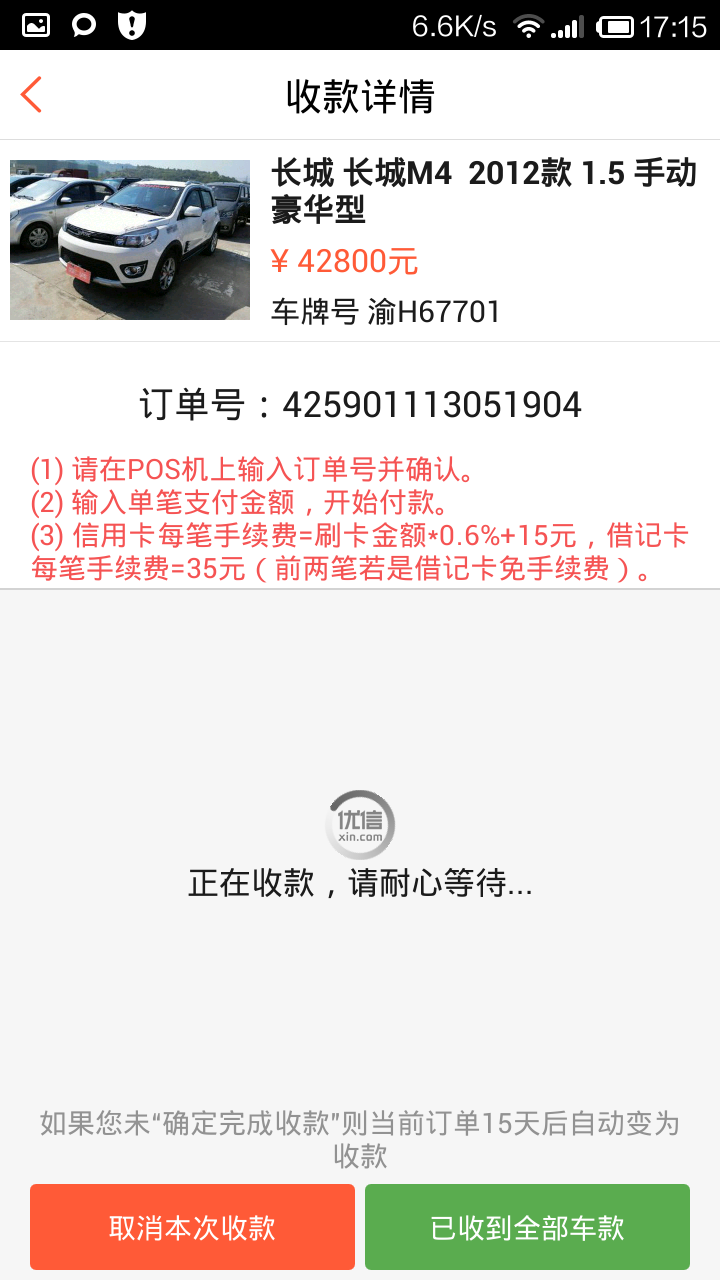 6.6K/s 17:15
收款详情
长城 长城M4 2012款 1.5 手动
豪华型
¥ 42800元
车牌号 渝H67701
订单号：425901113051904
(1) 请在POS机上输入订单号并确认。
(2) 输入单笔支付金额，开始付款。
(3) 信用卡每笔手续费=刷卡金额*0.6%+15元，借记卡
每笔手续费=35元（前两笔若是借记卡免手续费）。
优信
xin.com
正在收款，请耐心等待...
如果您未“确定完成收款”则当前订单15天后自动变为
收款
取消本次收款 已收到全部车款